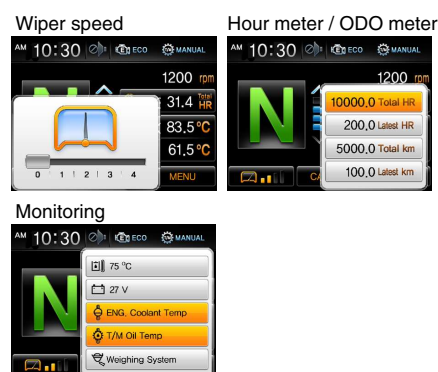 Wiper speed
AM 10:30 ECO MANUAL
1200 rpm
31.4 Total HR
83.5°C
61.5°C
0 1 2 3 4
MENU
Hour meter / ODO meter
AM 10:30 ECO MANUAL
1200 rpm
N
10000.0 Total HR
200.0 Latest HR
5000.0 Total km
100.0 Latest km
CA
Monitoring
AM 10:30 ECO MANUAL
N
75 °C
27 V
ENG. Coolant Temp
T/M Oil Temp
Weighing System